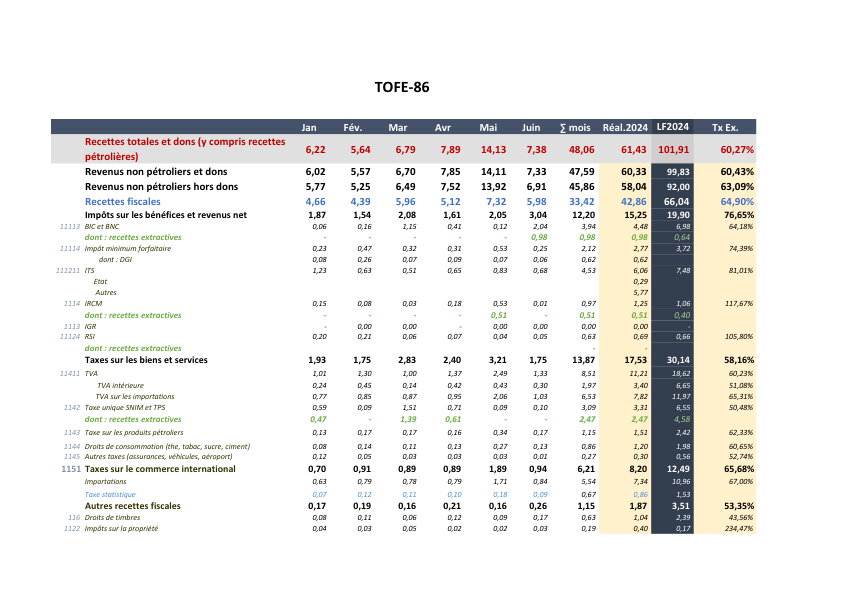 TOFE-86
Jan Fév. Mar Avr Mai Juin ∑ mois Réal.2024 LF2024 Tx Ex.
Recettes totales et dons (y compris recettes pétrolières) 6,22 5,64 6,79 7,89 14,13 7,38 48,06 61,43 101,91 60,27%
Revenus non pétroliers et dons 6,02 5,57 6,70 7,85 14,11 7,33 47,59 60,33 99,83 60,43%
Revenus non pétroliers hors dons 5,77 5,25 6,49 7,52 13,92 6,91 45,86 58,04 92,00 63,09%
Recettes fiscales 4,66 4,39 5,96 5,12 7,32 5,98 33,42 42,86 66,04 64,90%
Impôts sur les bénéfices et revenus net 1,87 1,54 2,08 1,61 2,05 3,04 12,20 15,25 19,90 76,65%
11113 BIC et BNC 0,06 0,16 1,15 0,41 0,12 2,04 3,94 4,48 6,98 64,18%
dont : recettes extractives - - - - - 0,98 0,98 0,98 0,64
11114 Impôt minimum forfaitaire 0,23 0,47 0,32 0,31 0,53 0,25 2,12 2,77 3,72 74,39%
dont : DGI 0,08 0,26 0,07 0,09 0,07 0,06 0,62 0,62
111211 ITS 1,23 0,63 0,51 0,65 0,83 0,68 4,53 6,06 7,48 81,01%
Etat 0,29
Autres 5,77
1114 IRCM 0,15 0,08 0,03 0,18 0,53 0,01 0,97 1,25 1,06 117,67%
dont : recettes extractives - - - - 0,51 - 0,51 0,51 0,40
1113 IGR - 0,00 0,00 - 0,00 0,00 0,00 0,00 -
11124 RSI 0,20 0,21 0,06 0,07 0,04 0,05 0,63 0,69 0,66 105,80%
dont : recettes extractives - -
Taxes sur les biens et services 1,93 1,75 2,83 2,40 3,21 1,75 13,87 17,53 30,14 58,16%
11411 TVA 1,01 1,30 1,00 1,37 2,49 1,33 8,51 11,21 18,62 60,23%
TVA intérieure 0,24 0,45 0,14 0,42 0,43 0,30 1,97 3,40 6,65 51,08%
TVA sur les importations 0,77 0,85 0,87 0,95 2,06 1,03 6,53 7,82 11,97 65,31%
1142 Taxe unique SNIM et TPS 0,59 0,09 1,51 0,71 0,09 0,10 3,09 3,31 6,55 50,48%
dont : recettes extractives 0,47 - 1,39 0,61 - - 2,47 2,47 4,58
1143 Taxe sur les produits pétroliers 0,13 0,17 0,17 0,16 0,34 0,17 1,15 1,51 2,42 62,33%
1144 Droits de consommation (the, tabac, sucre, ciment) 0,08 0,14 0,11 0,13 0,27 0,13 0,86 1,20 1,98 60,65%
1145 Autres taxes (assurances, véhicules, aéroport) 0,12 0,05 0,03 0,03 0,03 0,01 0,27 0,30 0,56 52,74%
1151 Taxes sur le commerce international 0,70 0,91 0,89 0,89 1,89 0,94 6,21 8,20 12,49 65,68%
Importations 0,63 0,79 0,78 0,79 1,71 0,84 5,54 7,34 10,96 67,00%
Taxe statistique 0,07 0,12 0,11 0,10 0,18 0,09 0,67 0,86 1,53
Autres recettes fiscales 0,17 0,19 0,16 0,21 0,16 0,26 1,15 1,87 3,51 53,35%
116 Droits de timbres 0,08 0,11 0,06 0,12 0,09 0,17 0,63 1,04 2,39 43,56%
1122 Impôts sur la propriété 0,04 0,03 0,05 0,02 0,02 0,03 0,19 0,40 0,17 234,47%